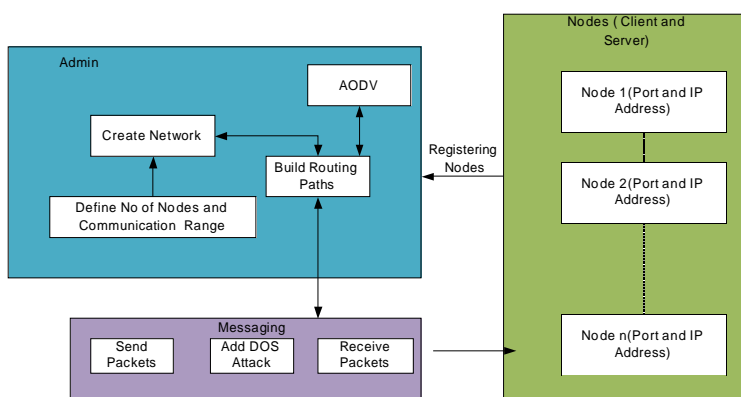 Admin
AODV
Create Network
Build Routing
Paths
Define No of Nodes and
Communication Range
Registering
Nodes
Nodes ( Client and
Server)
Node 1(Port and IP
Address)
Node 2(Port and IP
Address)
Node n(Port and IP
Address)
Messaging
Send
Packets
Add DOS
Attack
Receive
Packets